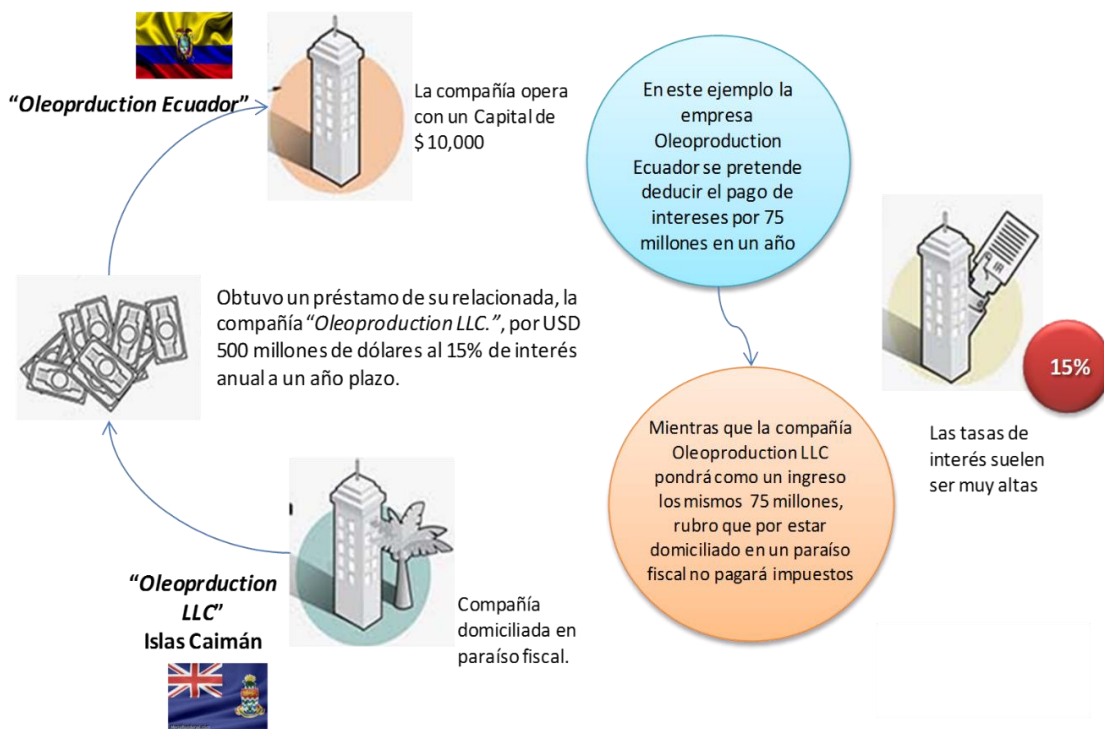 “Oleoprduction Ecuador”
La compañía opera
con un Capital de
$ 10,000
Obtuvo un préstamo de su relacionada, la
compañía “Oleoproduction LLC.”, por USD
500 millones de dólares al 15% de interés
anual a un año plazo.
“Oleoprduction
LLC”
Islas Caimán
Compañía
domiciliada en
paraíso fiscal.
En este ejemplo la
empresa
Oleoproduction
Ecuador se pretende
deducir el pago de
intereses por 75
millones en un año
Mientras que la compañía
Oleoproduction LLC
pondrá como un ingreso
los mismos 75 millones,
rubro que por estar
domiciliado en un paraíso
fiscal no pagará impuestos
IR
15%
Las tasas de
interés suelen
ser muy altas